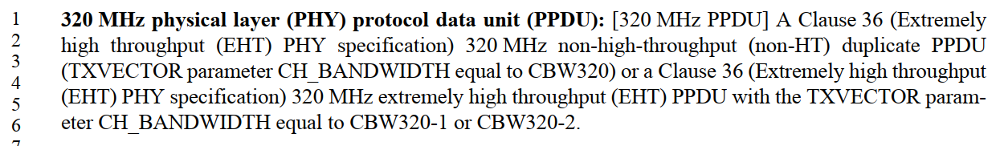 1 320 MHz physical layer (PHY) protocol data unit (PPDU): [320 MHz PPDU] A Clause 36 (Extremely
2 high throughput (EHT) PHY specification) 320 MHz non-high-throughput (non-HT) duplicate PPDU
3 (TXVECTOR parameter CH_BANDWIDTH equal to CBW320) or a Clause 36 (Extremely high throughput
4 (EHT) PHY specification) 320 MHz extremely high throughput (EHT) PPDU with the TXVECTOR param-
5 eter CH_BANDWIDTH equal to CBW320-1 or CBW320-2.
6